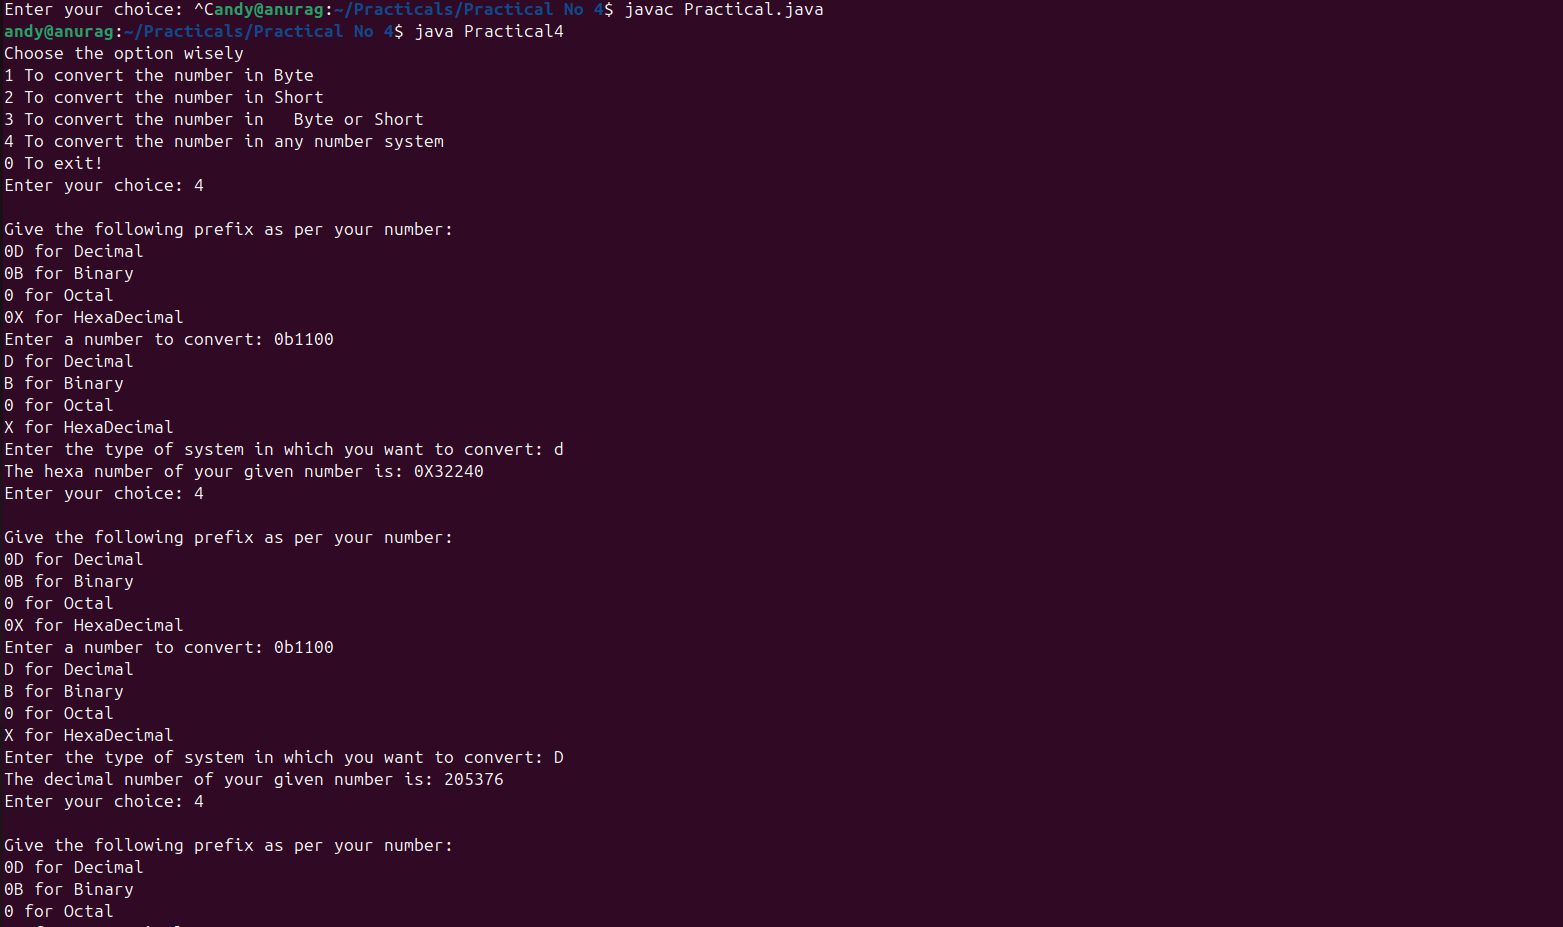 Enter your choice: ^Candy@anurag:~/Practicals/Practical No 4$ javac Practical.java
andy@anurag:~/Practicals/Practical No 4$ java Practical4
Choose the option wisely
1 To convert the number in Byte
2 To convert the number in Short
3 To convert the number in   Byte or Short
4 To convert the number in any number system
0 To exit!
Enter your choice: 4

Give the following prefix as per your number:
0D for Decimal
0B for Binary
0 for Octal
0X for HexaDecimal
Enter a number to convert: 0b1100
D for Decimal
B for Binary
0 for Octal
X for HexaDecimal
Enter the type of system in which you want to convert: d
The hexa number of your given number is: 0X32240
Enter your choice: 4

Give the following prefix as per your number:
0D for Decimal
0B for Binary
0 for Octal
0X for HexaDecimal
Enter a number to convert: 0b1100
D for Decimal
B for Binary
0 for Octal
X for HexaDecimal
Enter the type of system in which you want to convert: D
The decimal number of your given number is: 205376
Enter your choice: 4

Give the following prefix as per your number:
0D for Decimal
0B for Binary
0 for Octal